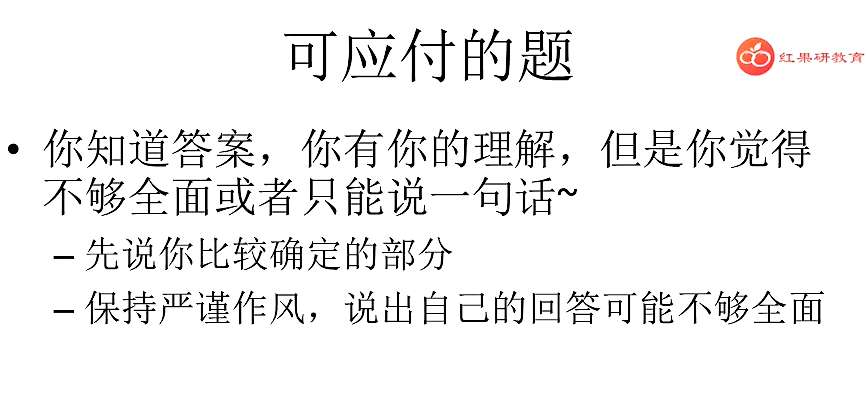 可应付的题
红果研教育
• 你知道答案，你有你的理解，但是你觉得
不够全面或者只能说一句话~
– 先说你比较确定的部分
– 保持严谨作风，说出自己的回答可能不够全面